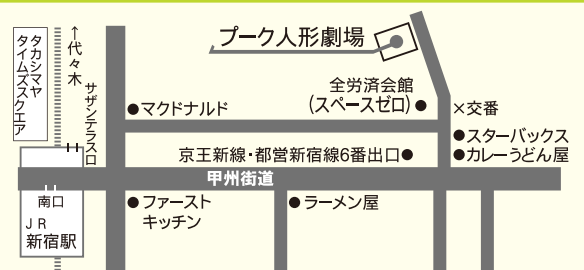 プーク人形劇場
↑代々木
タカシマヤ
タイムズスクエア
サザンテラス口
●マクドナルド
全労済会館
(スペースゼロ)●
×交番
●スターバックス
●カレーうどん屋
京王新線・都営新宿線6番出口●
甲州街道
南口
JR
新宿駅
●ファースト
キッチン
●ラーメン屋